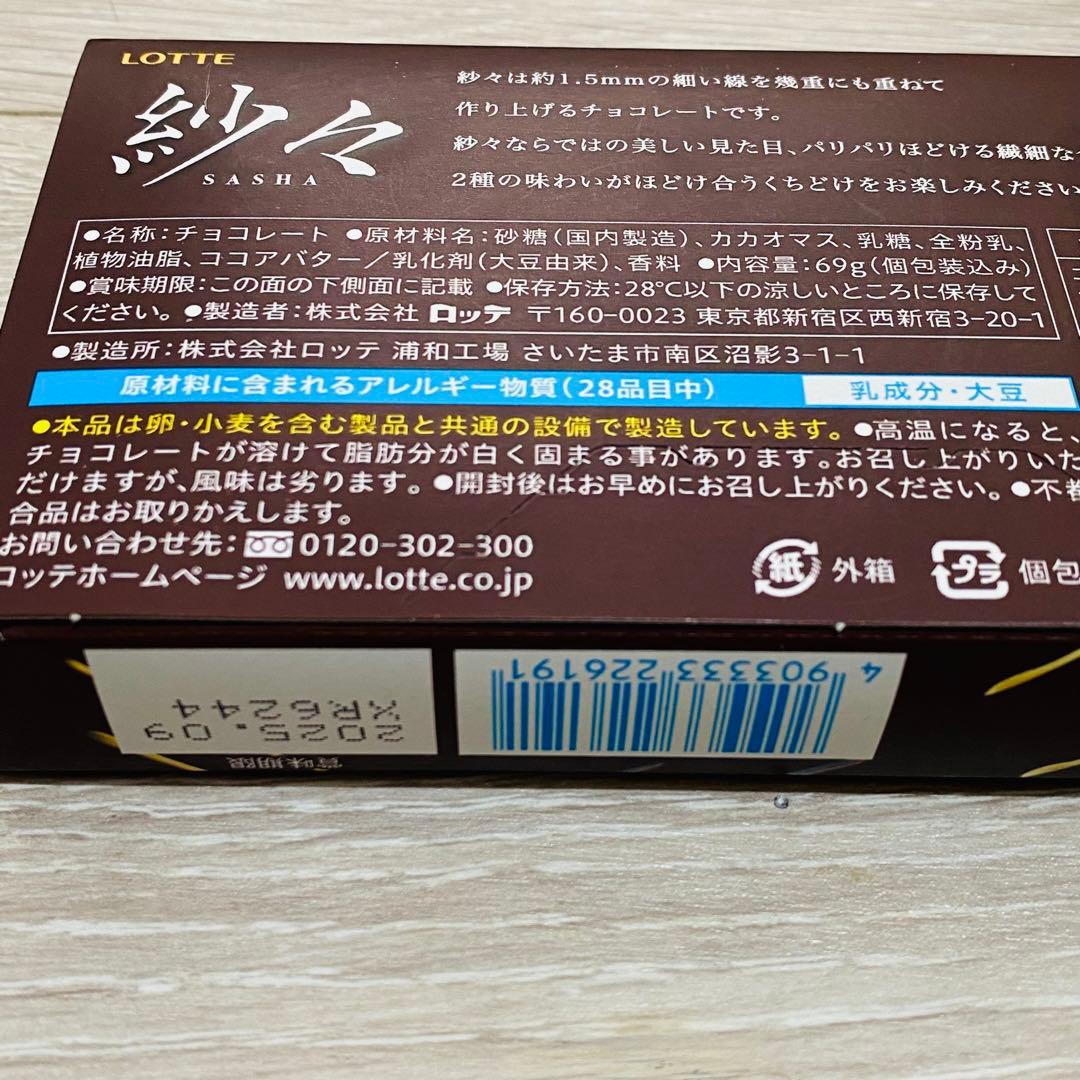 LOTTE
紗々
SASHA
紗々は約1.5mmの細い線を幾重にも重ねて
作り上げるチョコレートです。
紗々ならではの美しい見た目、パリパリほどける繊細な
2種の味わいがほどけ合うくちどけをお楽しみください
●名称:チョコレート ●原材料名:砂糖(国内製造)、カカオマス、乳糖、全粉乳、
植物油脂、ココアバター/乳化剤(大豆由来)、香料 ●内容量:69g(個包装込み)
●賞味期限:この面の下側面に記載 ●保存方法:28℃以下の涼しいところに保存して
ください。 ●製造者:株式会社 ロッテ 〒160-0023 東京都新宿区西新宿3-20-1
●製造所:株式会社ロッテ 浦和工場 さいたま市南区沼影3-1-1
原材料に含まれるアレルギー物質(28品目中) 乳成分・大豆
●本品は卵・小麦を含む製品と共通の設備で製造しています。●高温になると、
チョコレートが溶けて脂肪分が白く固まる事があります。お召し上がりいた
だけますが、風味は劣ります。●開封後はお早めにお召し上がりください。●不都
合品はお取りかえします。
お問い合わせ先: 0120-302-300
ロッテホームページ www.lotte.co.jp
紙 外箱 プラ 個包
4 903333 226191
2025.09
XR6244
賞味期限